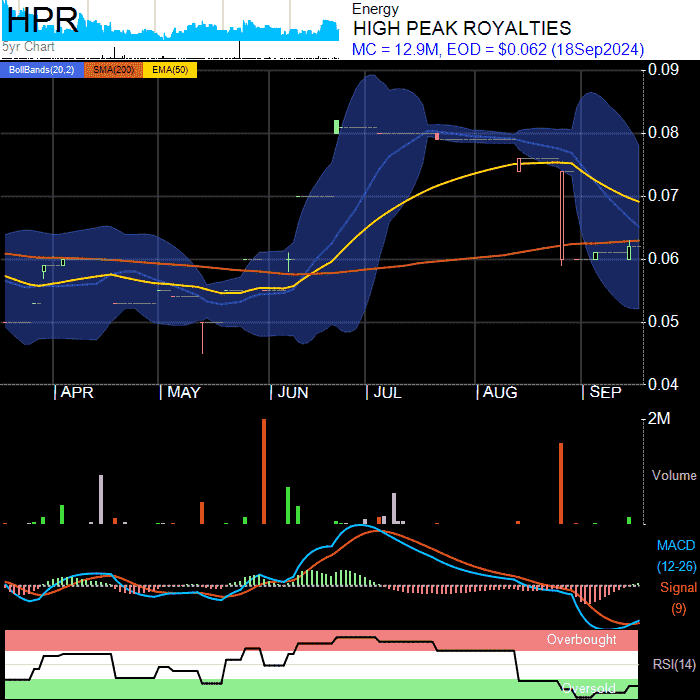 HPR
5yr Chart
Energy
HIGH PEAK ROYALTIES
MC = 12.9M, EOD = $0.062 (18Sep2024)
BollBands(20,2) SMA(200) EMA(50)
0.09
0.08
0.07
0.06
0.05
0.04
APR MAY JUN JUL AUG SEP
2M
Volume
MACD
(12-26)
Signal
(9)
Overbought
RSI(14)
Oversold